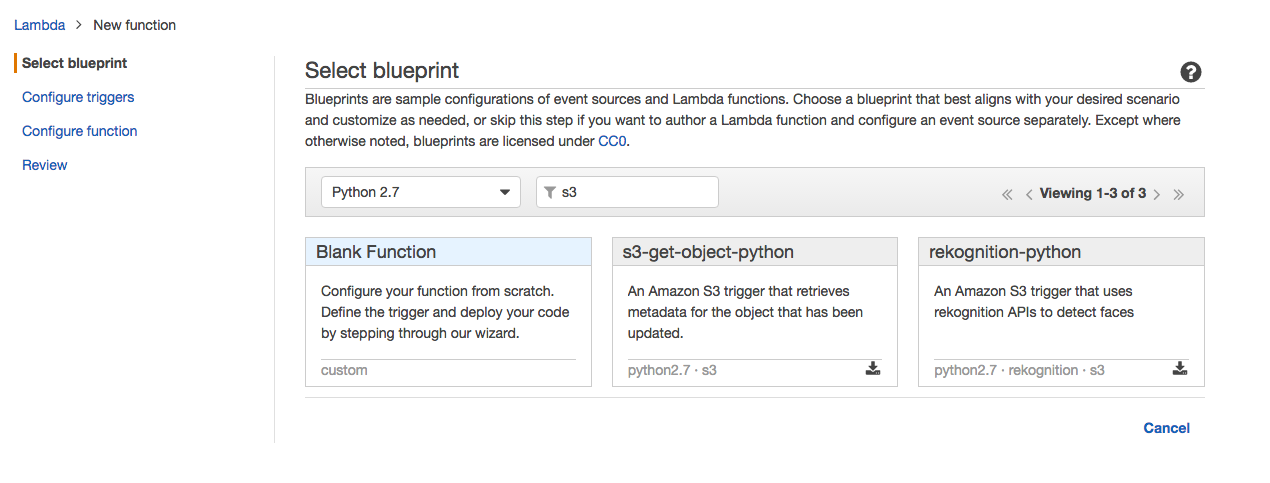 Lambda > New function
Select blueprint
Configure triggers
Configure function
Review
Select blueprint
?
Blueprints are sample configurations of event sources and Lambda functions. Choose a blueprint that best aligns with your desired scenario
and customize as needed, or skip this step if you want to author a Lambda function and configure an event source separately. Except where
otherwise noted, blueprints are licensed under CC0.
Python 2.7
s3
« < Viewing 1-3 of 3 > »
Blank Function
Configure your function from scratch.
Define the trigger and deploy your code
by stepping through our wizard.
custom
s3-get-object-python
An Amazon S3 trigger that retrieves
metadata for the object that has been
updated.
python2.7 · s3
rekognition-python
An Amazon S3 trigger that uses
rekognition APIs to detect faces
python2.7 · rekognition · s3
Cancel